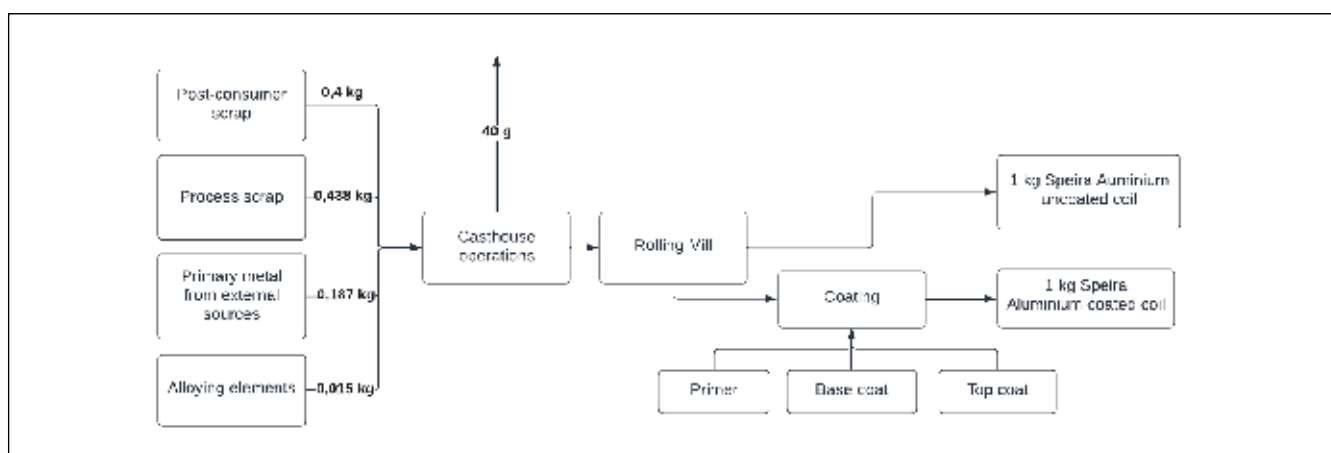 Post-consumer
scrap
0,4 kg
40 g
Process scrap
0,438 kg
1 kg Speira Aluminium
uncoated coil
Casthouse
operations
Rolling Mill
Primary metal
from external
sources
0,187 kg
Coating
1 kg Speira
Aluminium coated coil
Alloying elements
0,015 kg
Primer
Base coat
Top coat